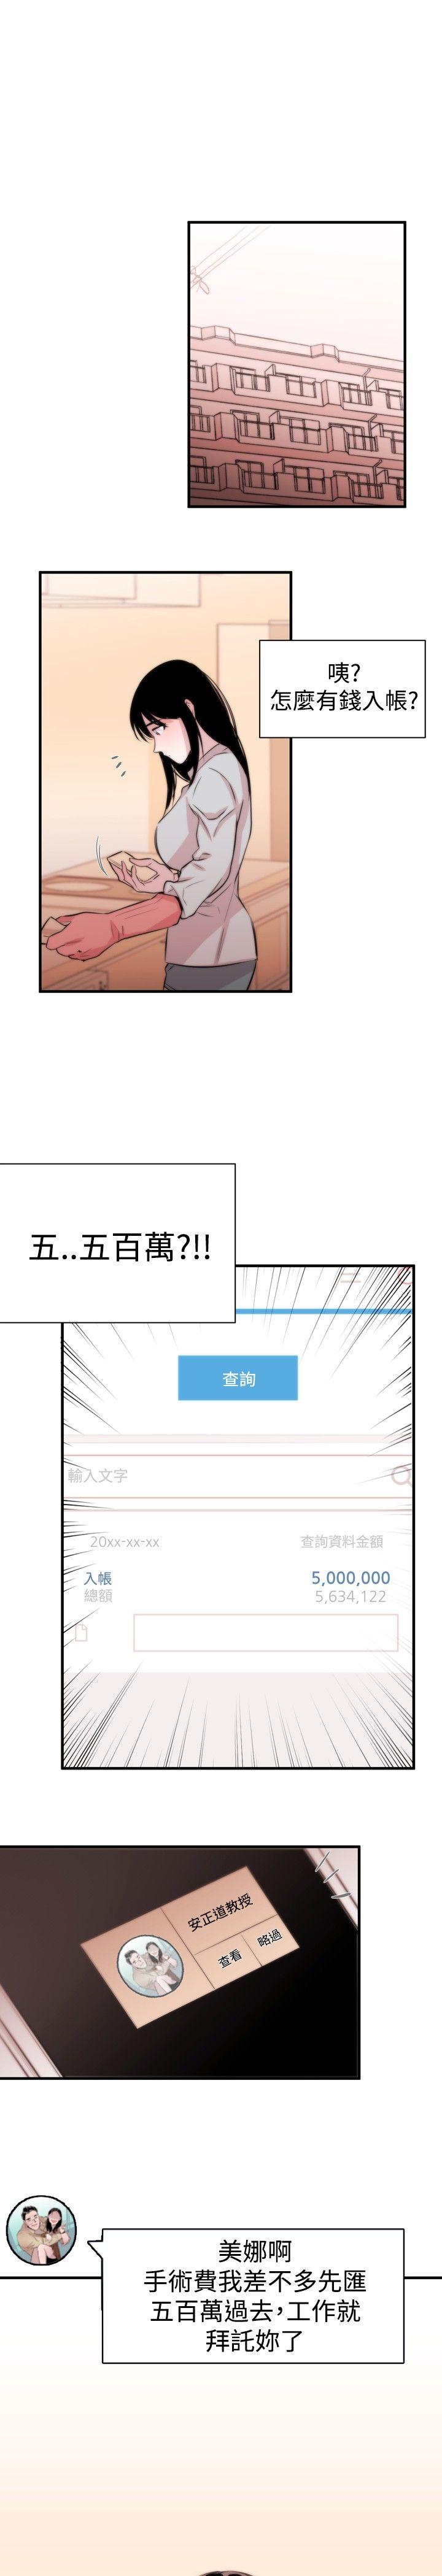 咦?
怎麼有錢入帳?
五..五百萬?!!
查詢
輸入文字
20xx-xx-xx 查詢資料金額
入帳 5,000,000
總額 5,634,122
安正道教授
查看 略過
美娜啊
手術費我差不多先匯
五百萬過去，工作就
拜託妳了